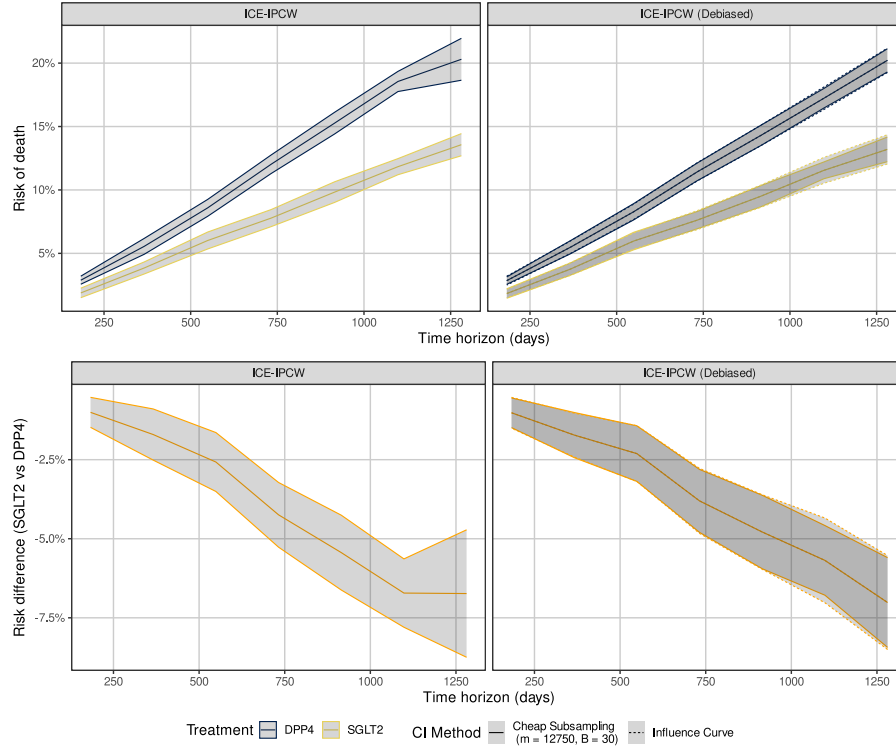 ICE-IPCW
ICE-IPCW (Debiased)
Risk of death
20%
15%
10%
5%
250 500 750 1000 1250
250 500 750 1000 1250
Time horizon (days)
ICE-IPCW
ICE-IPCW (Debiased)
Risk difference (SGLT2 vs DPP4)
-2.5%
-5.0%
-7.5%
250 500 750 1000 1250
250 500 750 1000 1250
Time horizon (days)
Treatment DPP4 SGLT2 CI Method Cheap Subsampling
(m = 12750, B = 30) Influence Curve